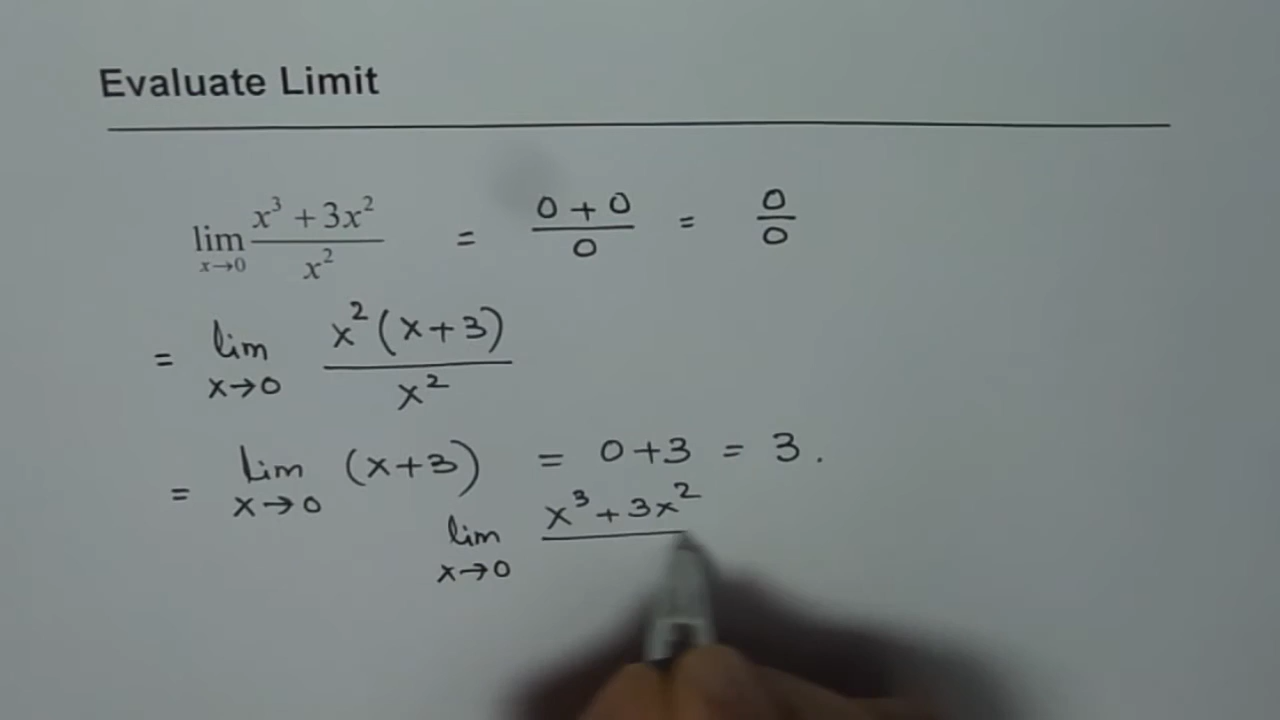 Evaluate Limit
lim x→0 x³ + 3x² / x² = 0 + 0 / 0 = 0 / 0
= lim x→0 x²(x+3) / x²
= lim x→0 (x+3) = 0+3 = 3.
lim x→0 x³+3x²